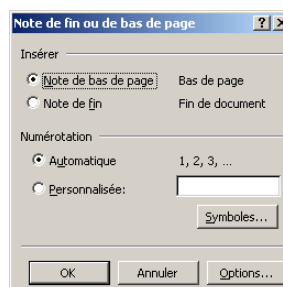 Note de fin ou de bas de page
Insérer
Note de bas de page Bas de page
Note de fin Fin de document
Numérotation
Automatique 1, 2, 3, ...
Personnalisée:
Symboles...
OK Annuler Options...